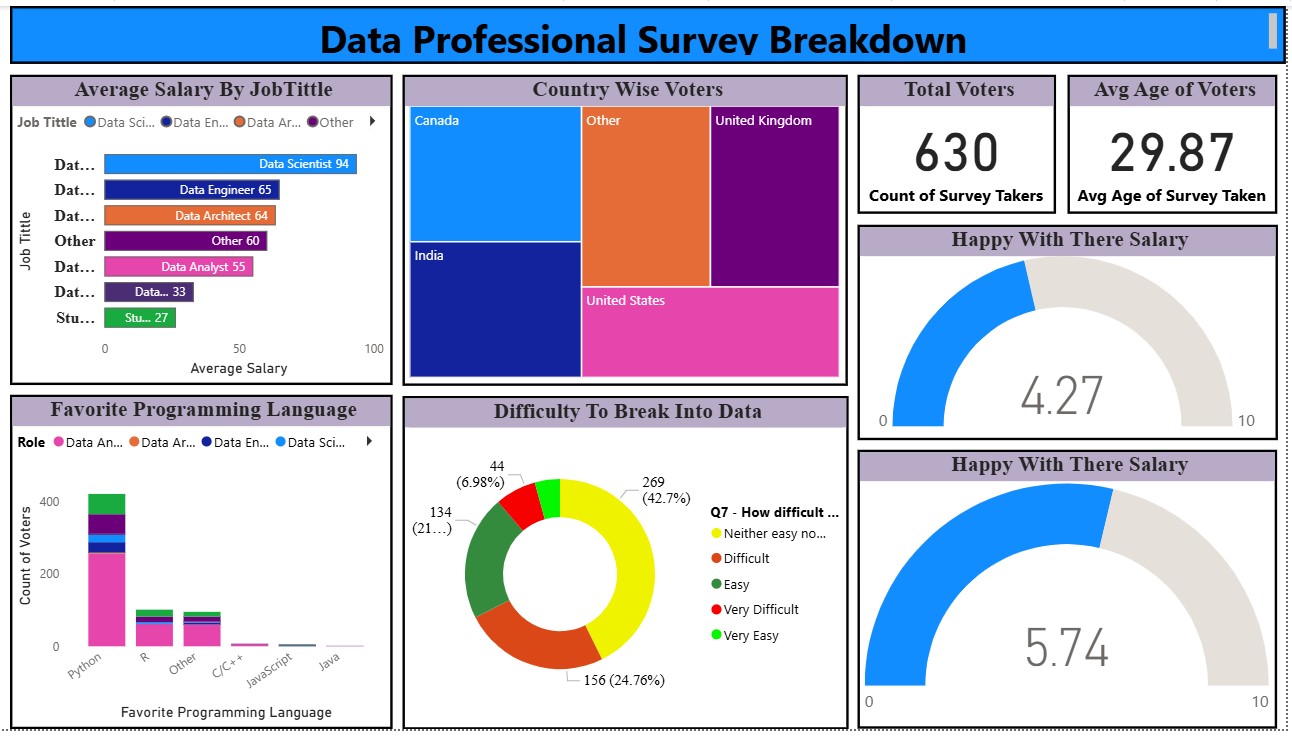 Data Professional Survey Breakdown
Average Salary By JobTittle
Job Tittle Data Sci... Data En... Data Ar... Other
Dat...
Data Scientist 94
Dat...
Data Engineer 65
Dat...
Data Architect 64
Other
Other 60
Dat...
Data Analyst 55
Dat...
Data... 33
Stu...
Stu... 27
Job Tittle
0 50 100
Average Salary
Country Wise Voters
Canada
Other
United Kingdom
India
United States
Total Voters
630
Count of Survey Takers
Avg Age of Voters
29.87
Avg Age of Survey Taken
Happy With There Salary
4.27
0 10
Favorite Programming Language
Role Data An... Data Ar... Data En... Data Sci...
400
200
0
Count of Voters
Python
R
Other
C/C++
JavaScript
Java
Favorite Programming Language
Difficulty To Break Into Data
44
(6.98%)
269
(42.7%)
134
(21...)
156 (24.76%)
Q7 - How difficult ...
Neither easy no...
Difficult
Easy
Very Difficult
Very Easy
Happy With There Salary
5.74
0 10